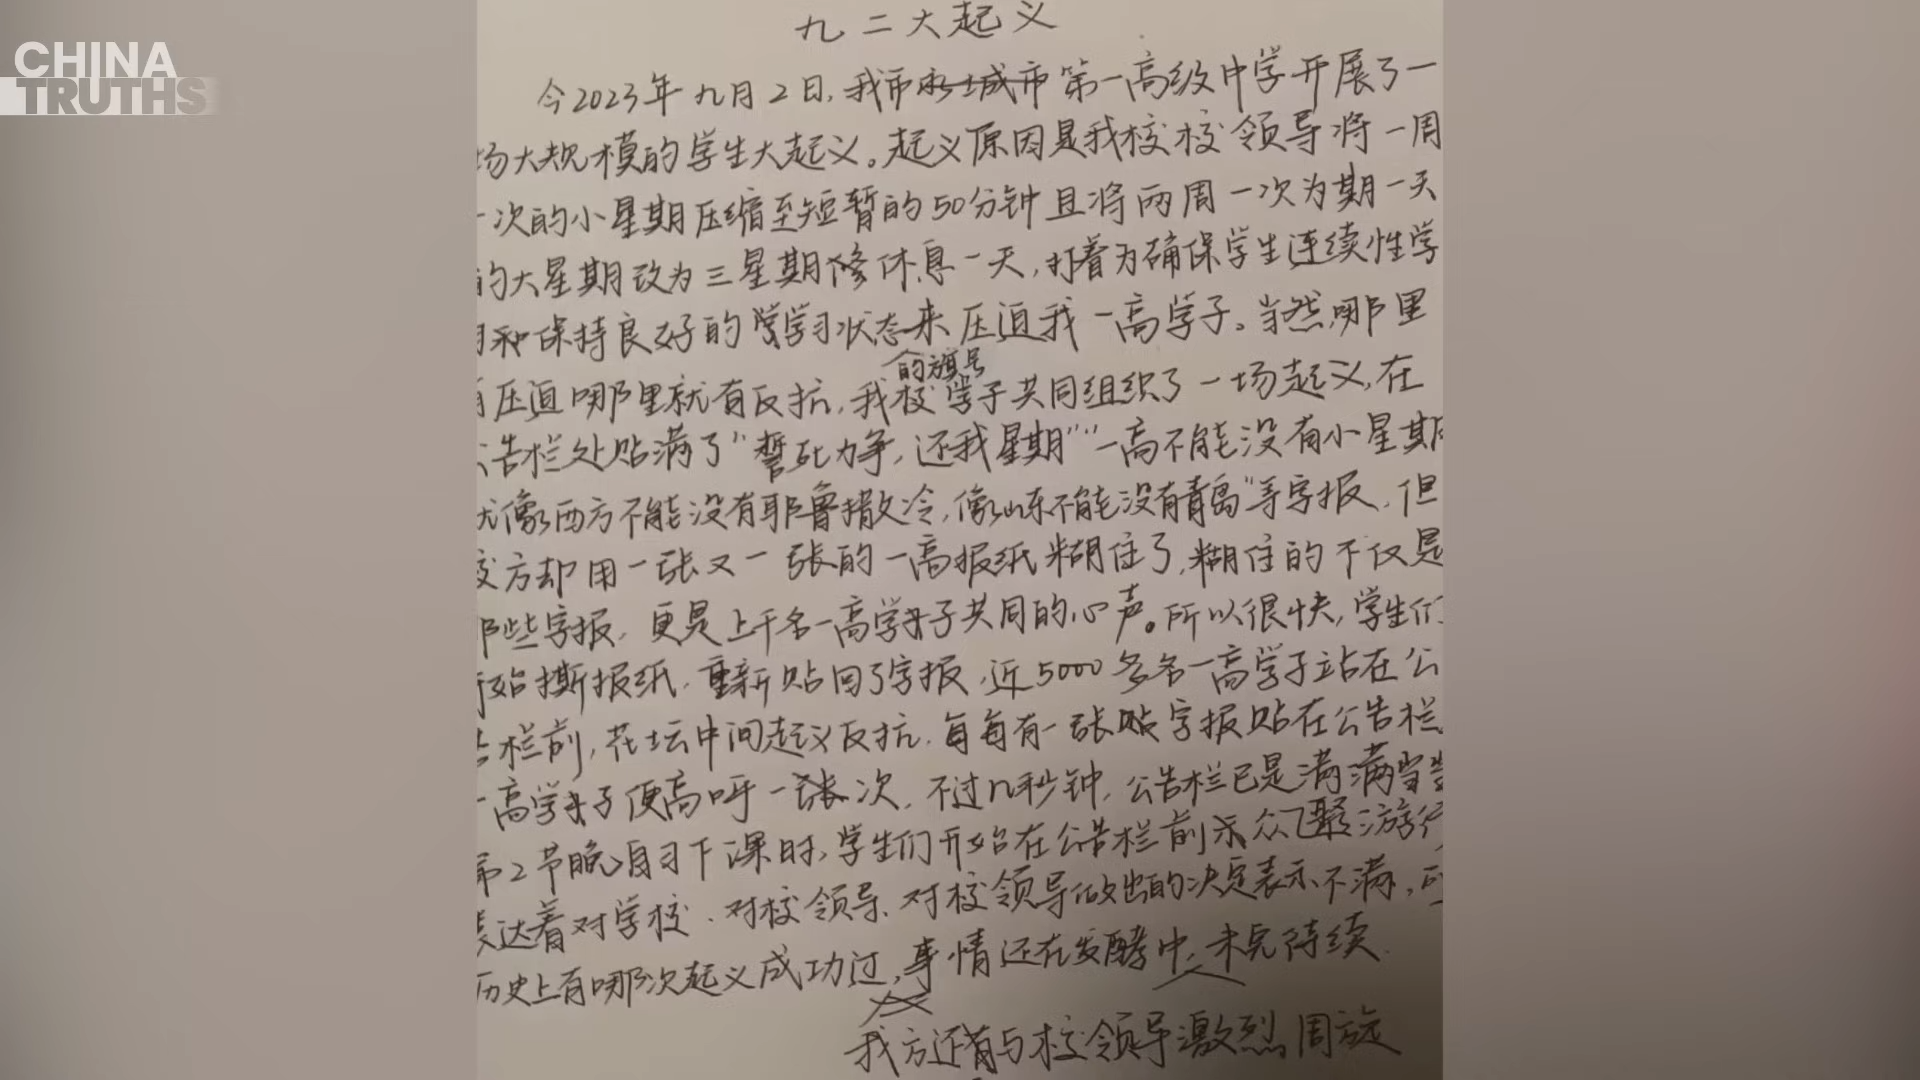 CHINA
TRUTHS
九二大起义
今2023年九月2日,我市永城市第一高级中学开展了一
场大规模的学生大起义。起义原因是我校校领导将一周
一次的小星期压缩至短暂的50分钟且将两周一次为期一天
的大星期改为三星期修休息一天,打着为确保学生连续性学
习和保持良好的学习状态来压迫我一高学子。当然,哪里
的旗号
有压迫哪里就有反抗,我校学子共同组织了一场起义,在
公告栏处贴满了“誓死力争,还我星期”“一高不能没有小星期
就像西方不能没有耶鲁撒冷,像山东不能没有青岛”等字报,但
校方却用一张又一张的一高报纸糊住了,糊住的不仅是
那些字报,更是上千名一高学子共同的心声。所以很快,学生们
开始撕报纸,重新贴回了字报,近5000多名一高学子站在公
告栏前,花坛中间起义反抗,每每有一张贴字报贴在公告栏
一高学子便高呼一张次,不过几秒钟,公告栏已是满满当当
第2节晚自习下课时,学生们开始在公告栏前示众聚游行
表达着对学校、对校领导、对校领导做出的决定表示不满,可
历史上有哪次起义成功过,事情还在发酵中,未完待续.
我方还有与校领导激烈周旋